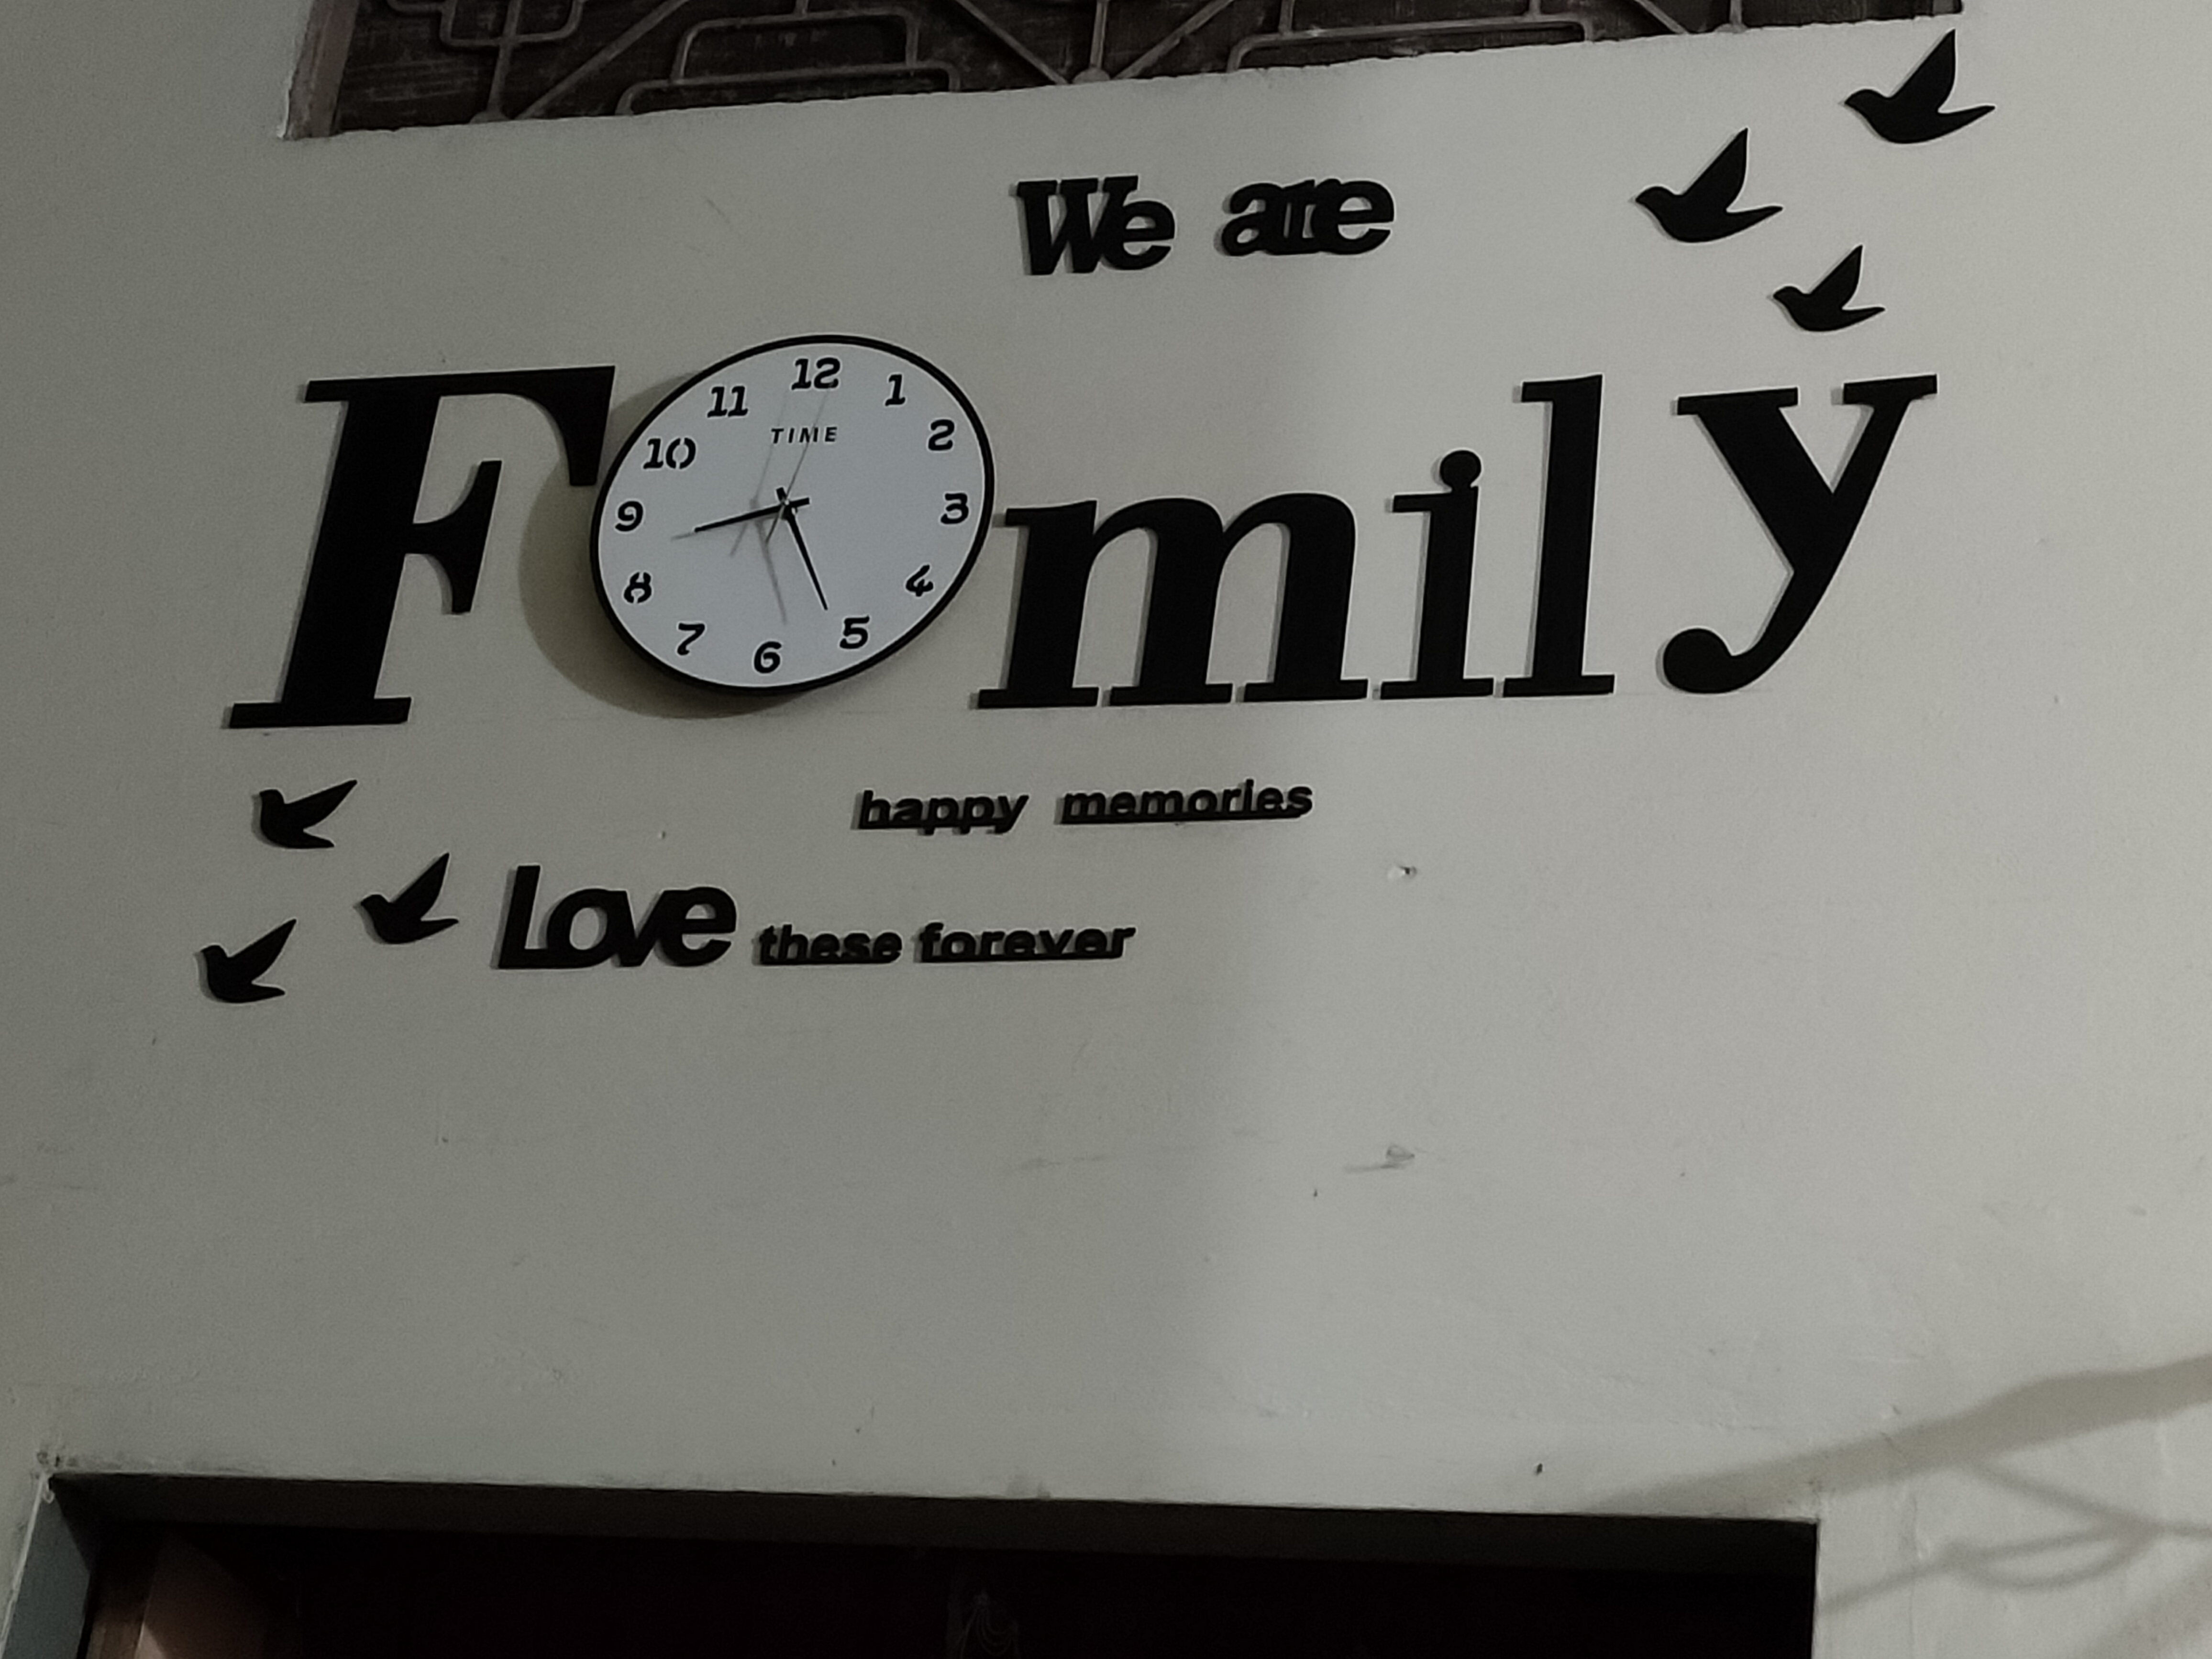 We are
F mily
12
11 1
TIME
10 2
9 3
8 4
7 5
6
happy memories
Love these forever